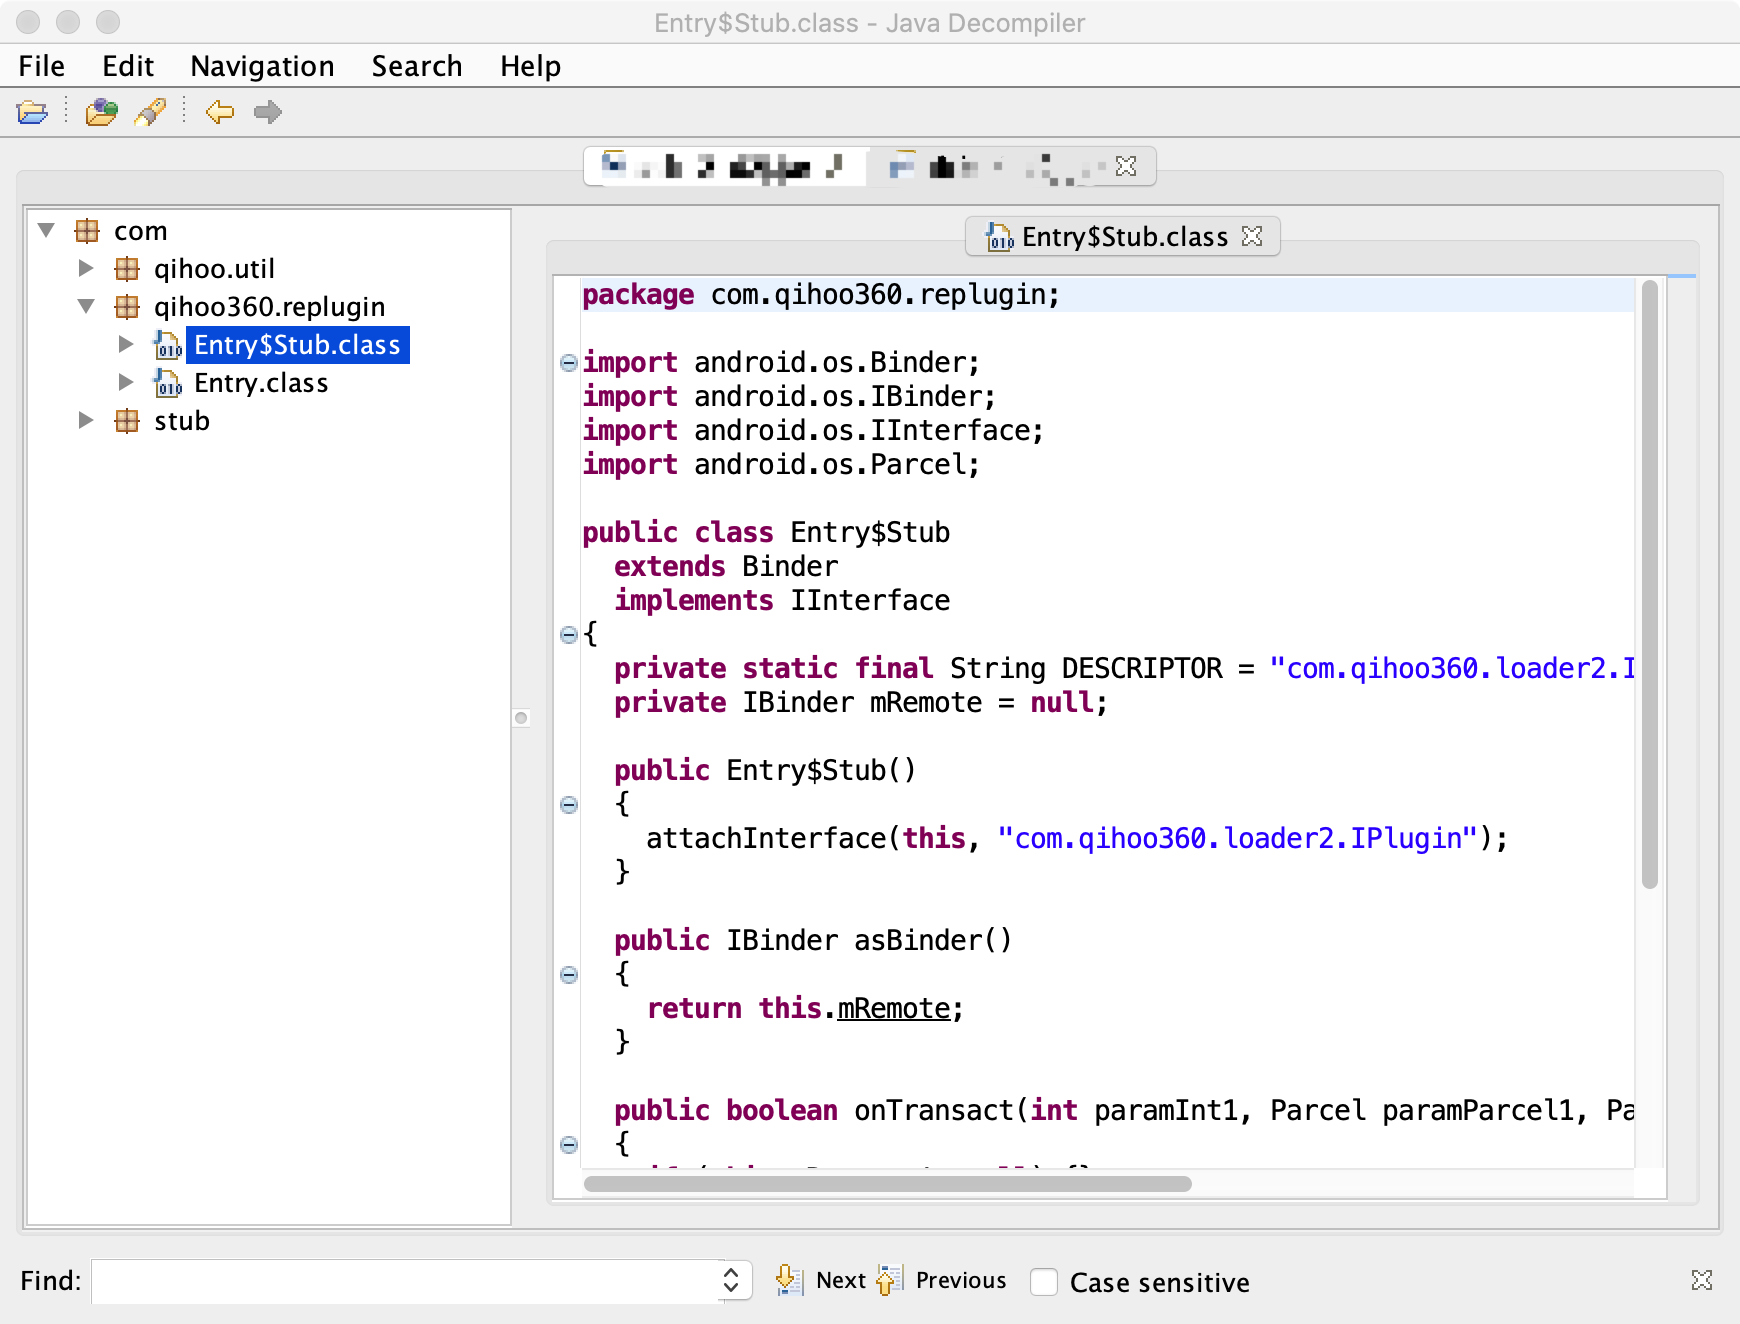 Entry$Stub.class - Java Decompiler
File Edit Navigation Search Help
com
qihoo.util
qihoo360.replugin
Entry$Stub.class
Entry.class
stub
Entry$Stub.class
package com.qihoo360.replugin;
import android.os.Binder;
import android.os.IBinder;
import android.os.IInterface;
import android.os.Parcel;
public class Entry$Stub
extends Binder
implements IInterface
{
private static final String DESCRIPTOR = "com.qihoo360.loader2.I
private IBinder mRemote = null;
public Entry$Stub()
{
attachInterface(this, "com.qihoo360.loader2.IPlugin");
}
public IBinder asBinder()
{
return this.mRemote;
}
public boolean onTransact(int paramInt1, Parcel paramParcel1, Pa
{
Find: Next Previous Case sensitive